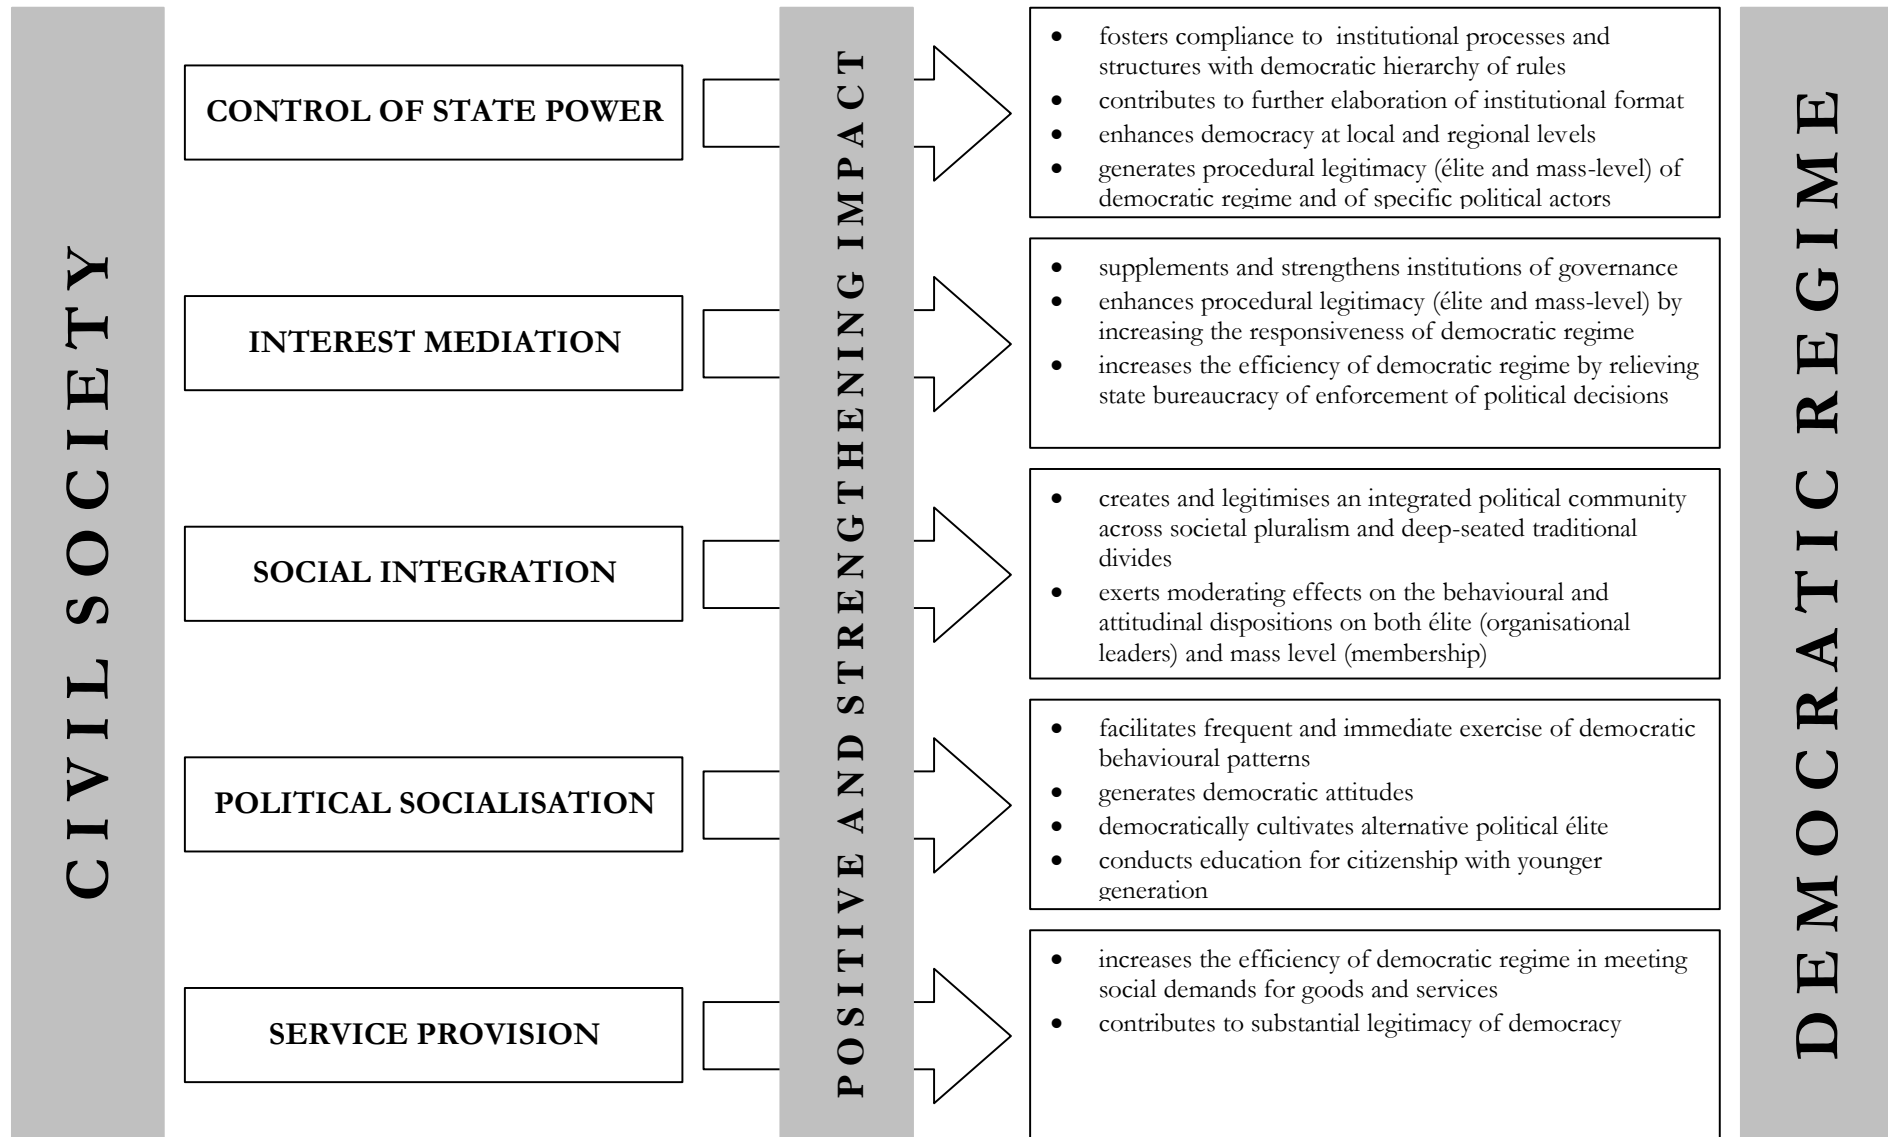 CIVIL SOCIETY
CONTROL OF STATE POWER
INTEREST MEDIATION
SOCIAL INTEGRATION
POLITICAL SOCIALISATION
SERVICE PROVISION
POSITIVE AND STRENGTHENING IMPACT
• fosters compliance to institutional processes and
structures with democratic hierarchy of rules
• contributes to further elaboration of institutional format
• enhances democracy at local and regional levels
• generates procedural legitimacy (élite and mass-level) of
democratic regime and of specific political actors
• supplements and strengthens institutions of governance
• enhances procedural legitimacy (élite and mass-level) by
increasing the responsiveness of democratic regime
• increases the efficiency of democratic regime by relieving
state bureaucracy of enforcement of political decisions
• creates and legitimises an integrated political community
across societal pluralism and deep-seated traditional
divides
• exerts moderating effects on the behavioural and
attitudinal dispositions on both élite (organisational
leaders) and mass level (membership)
• facilitates frequent and immediate exercise of democratic
behavioural patterns
• generates democratic attitudes
• democratically cultivates alternative political élite
• conducts education for citizenship with younger
generation
• increases the efficiency of democratic regime in meeting
social demands for goods and services
• contributes to substantial legitimacy of democracy
DEMOCRATIC REGIME